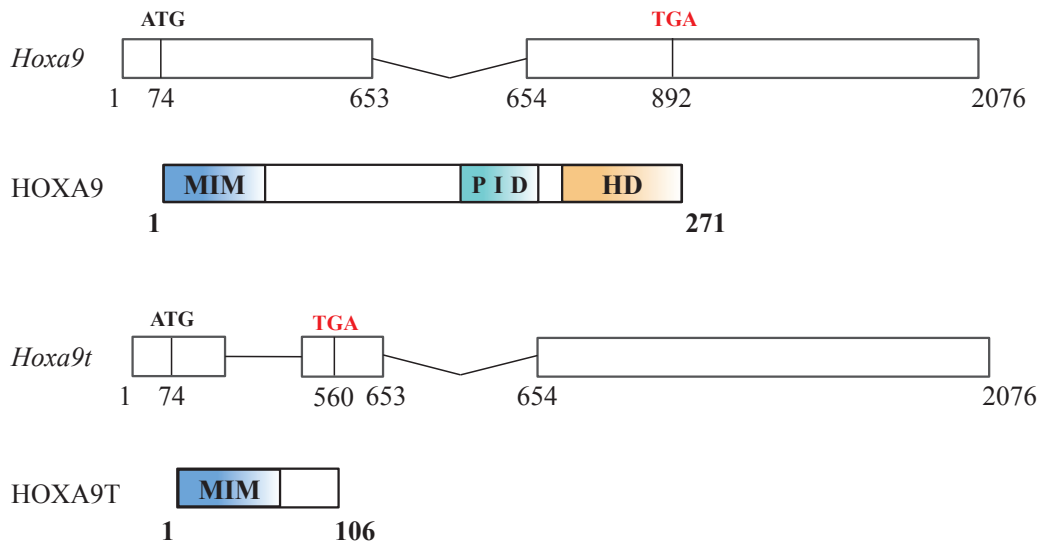 ATG TGA
Hoxa9
1 74 653 654 892 2076
HOXA9 MIM P I D HD
1 271
ATG TGA
Hoxa9t
1 74 560 653 654 2076
HOXA9T MIM
1 106